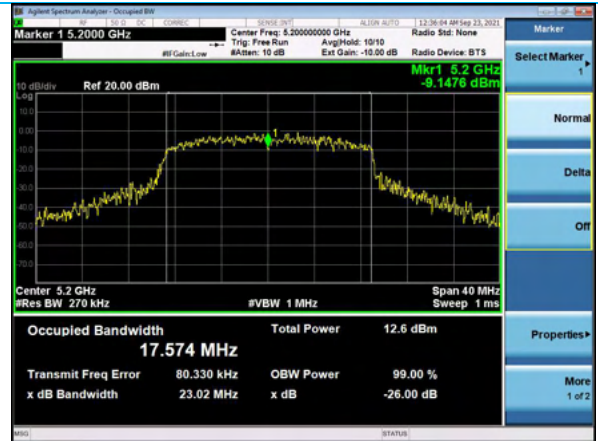 Agilent Spectrum Analyzer - Occupied BW
RF 50 Ω DC CORREC SENSE:INT ALIGN AUTO 12:36:04 AM Sep 23, 2021
Marker 1 5.2000 GHz
Center Freq: 5.200000000 GHz
Radio Std: None
Trig: Free Run Avg|Hold: 10/10
#IFGain:Low #Atten: 10 dB Ext Gain: -10.00 dB Radio Device: BTS
Mkr1 5.2 GHz
-9.1476 dBm
10 dB/div Ref 20.00 dBm
Log
10.0
0.00
-10.0
-20.0
-30.0
-40.0
-50.0
-60.0
-70.0
1
Center 5.2 GHz Span 40 MHz
#Res BW 270 kHz #VBW 1 MHz Sweep 1 ms
Occupied Bandwidth Total Power 12.6 dBm
17.574 MHz
Transmit Freq Error 80.330 kHz OBW Power 99.00 %
x dB Bandwidth 23.02 MHz x dB -26.00 dB
MSG STATUS
Marker
Select Marker
1
Normal
Delta
Off
Properties
More
1 of 2